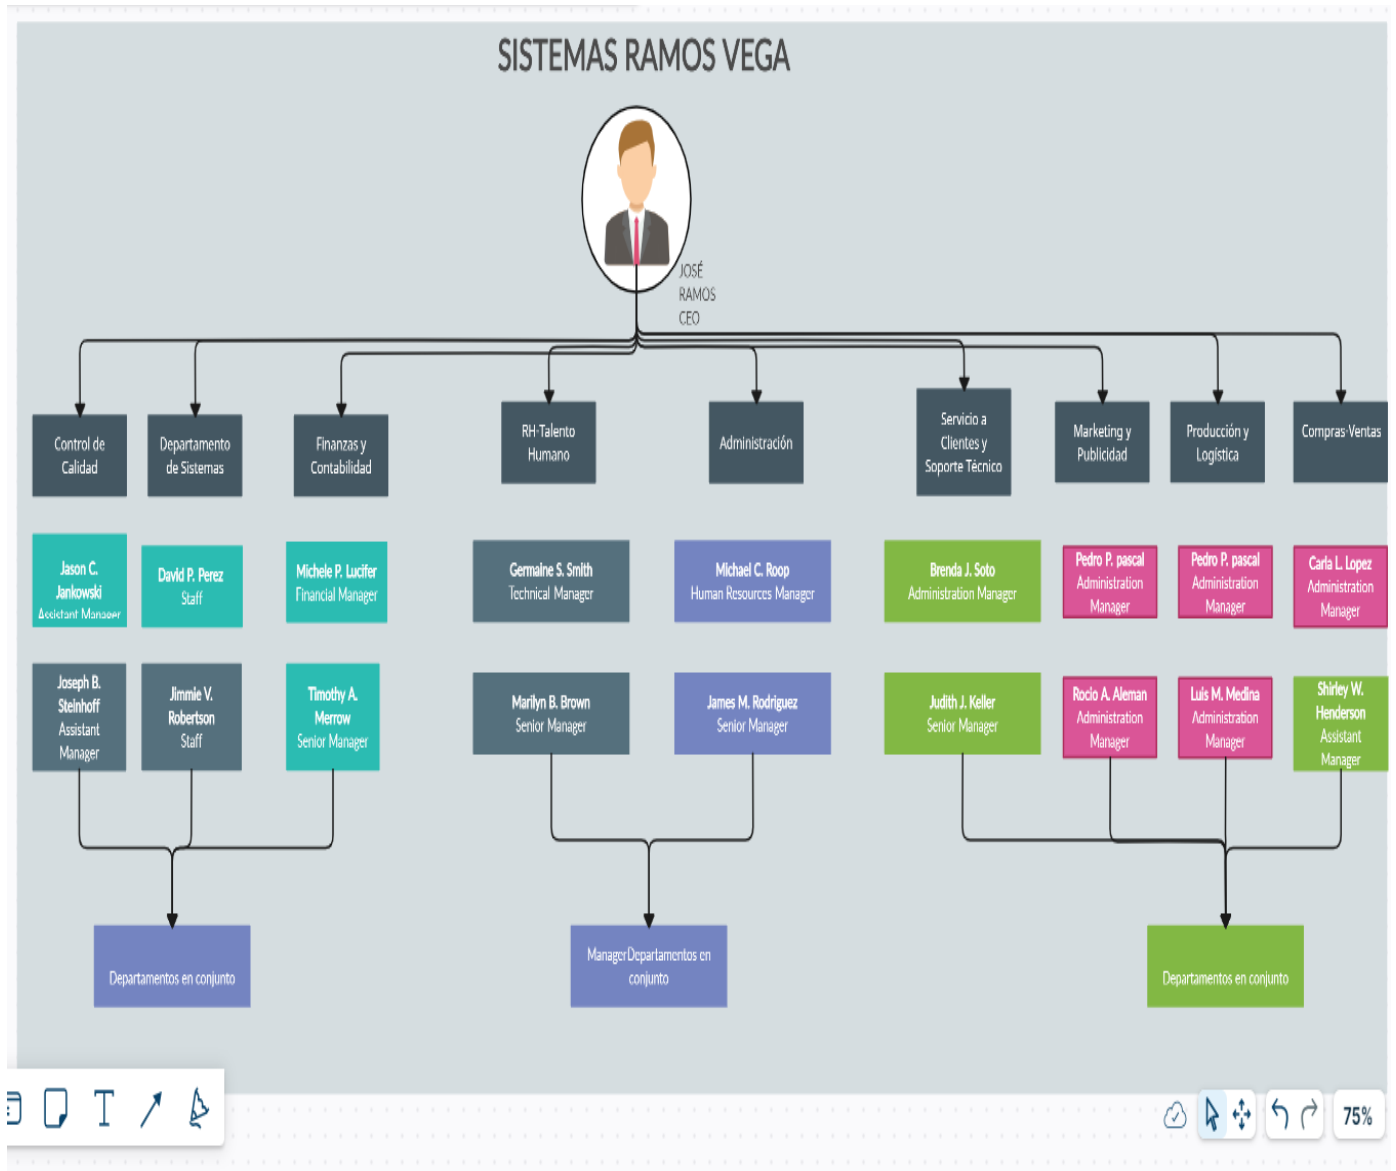 SISTEMAS RAMOS VEGA
JOSÉ
RAMOS
CEO
Control de
Calidad
Departamento
de Sistemas
Finanzas y
Contabilidad
RH-Talento
Humano
Administración
Servicio a
Clientes y
Soporte Técnico
Marketing y
Publicidad
Producción y
Logística
Compras-Ventas
Jason C.
Jankowski
Assistant Manager
David P. Perez
Staff
Michele P. Lucifer
Financial Manager
Germaine S. Smith
Technical Manager
Michael C. Roop
Human Resources Manager
Brenda J. Soto
Administration Manager
Pedro P. pascal
Administration
Manager
Pedro P. pascal
Administration
Manager
Carla L. Lopez
Administration
Manager
Joseph B.
Steinhoff
Assistant
Manager
Jimmie V.
Robertson
Staff
Timothy A.
Merrow
Senior Manager
Marilyn B. Brown
Senior Manager
James M. Rodriguez
Senior Manager
Judith J. Keller
Senior Manager
Rocio A. Aleman
Administration
Manager
Luis M. Medina
Administration
Manager
Shirley W.
Henderson
Assistant
Manager
Departamentos en conjunto
ManagerDepartamentos en
conjunto
Departamentos en conjunto
75%